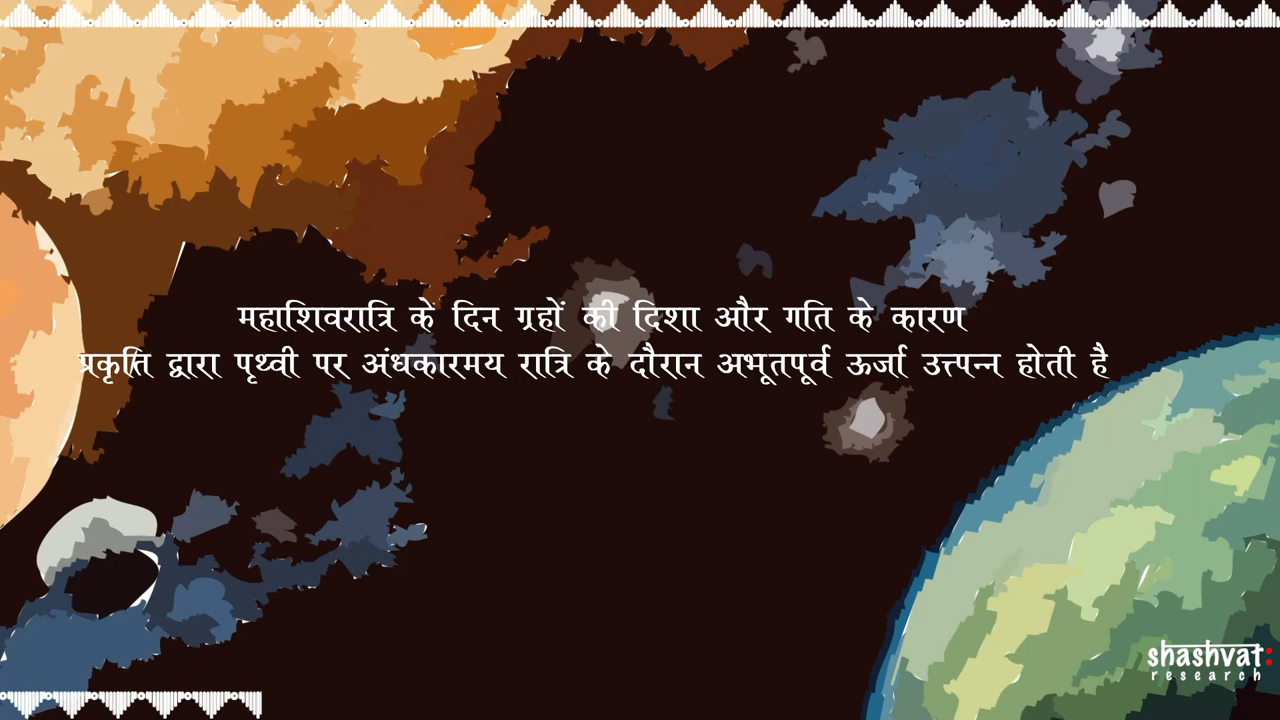 महाशिवरात्रि के दिन ग्रहों की दिशा और गति के कारण
प्रकृति द्वारा पृथ्वी पर अंधकारमय रात्रि के दौरान अभूतपूर्व ऊर्जा उत्त्पन्न होती है
shashvat:
research